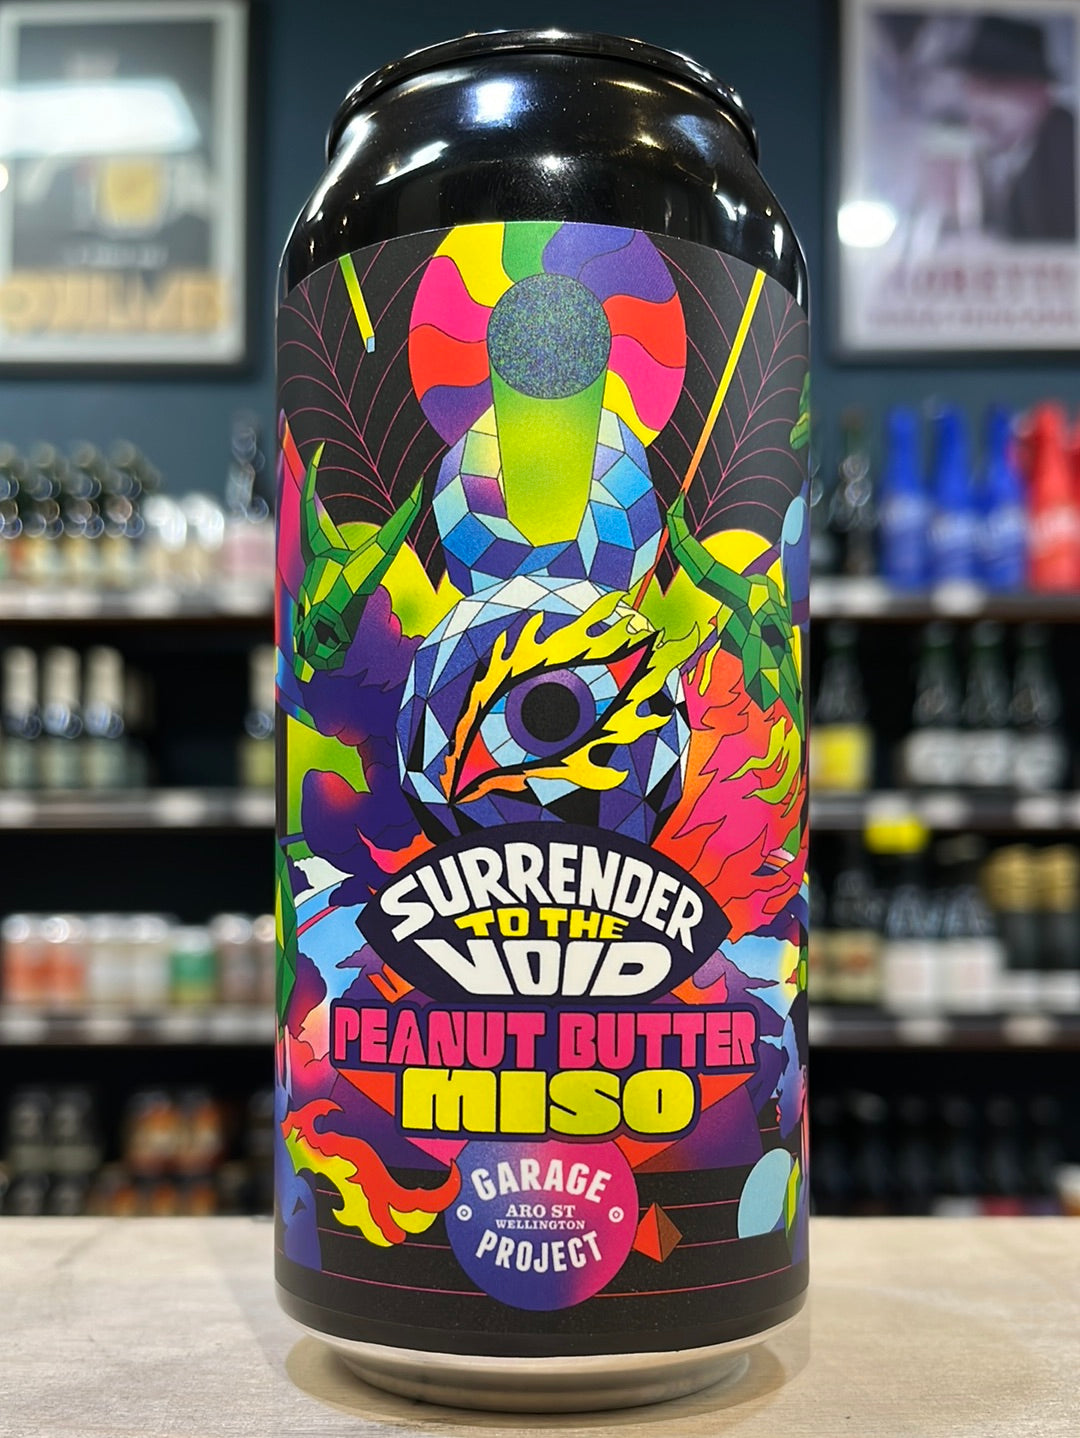 SURRENDER
TO THE
VOID
PEANUT BUTTER
MISO
GARAGE
ARO ST
WELLINGTON
PROJECT